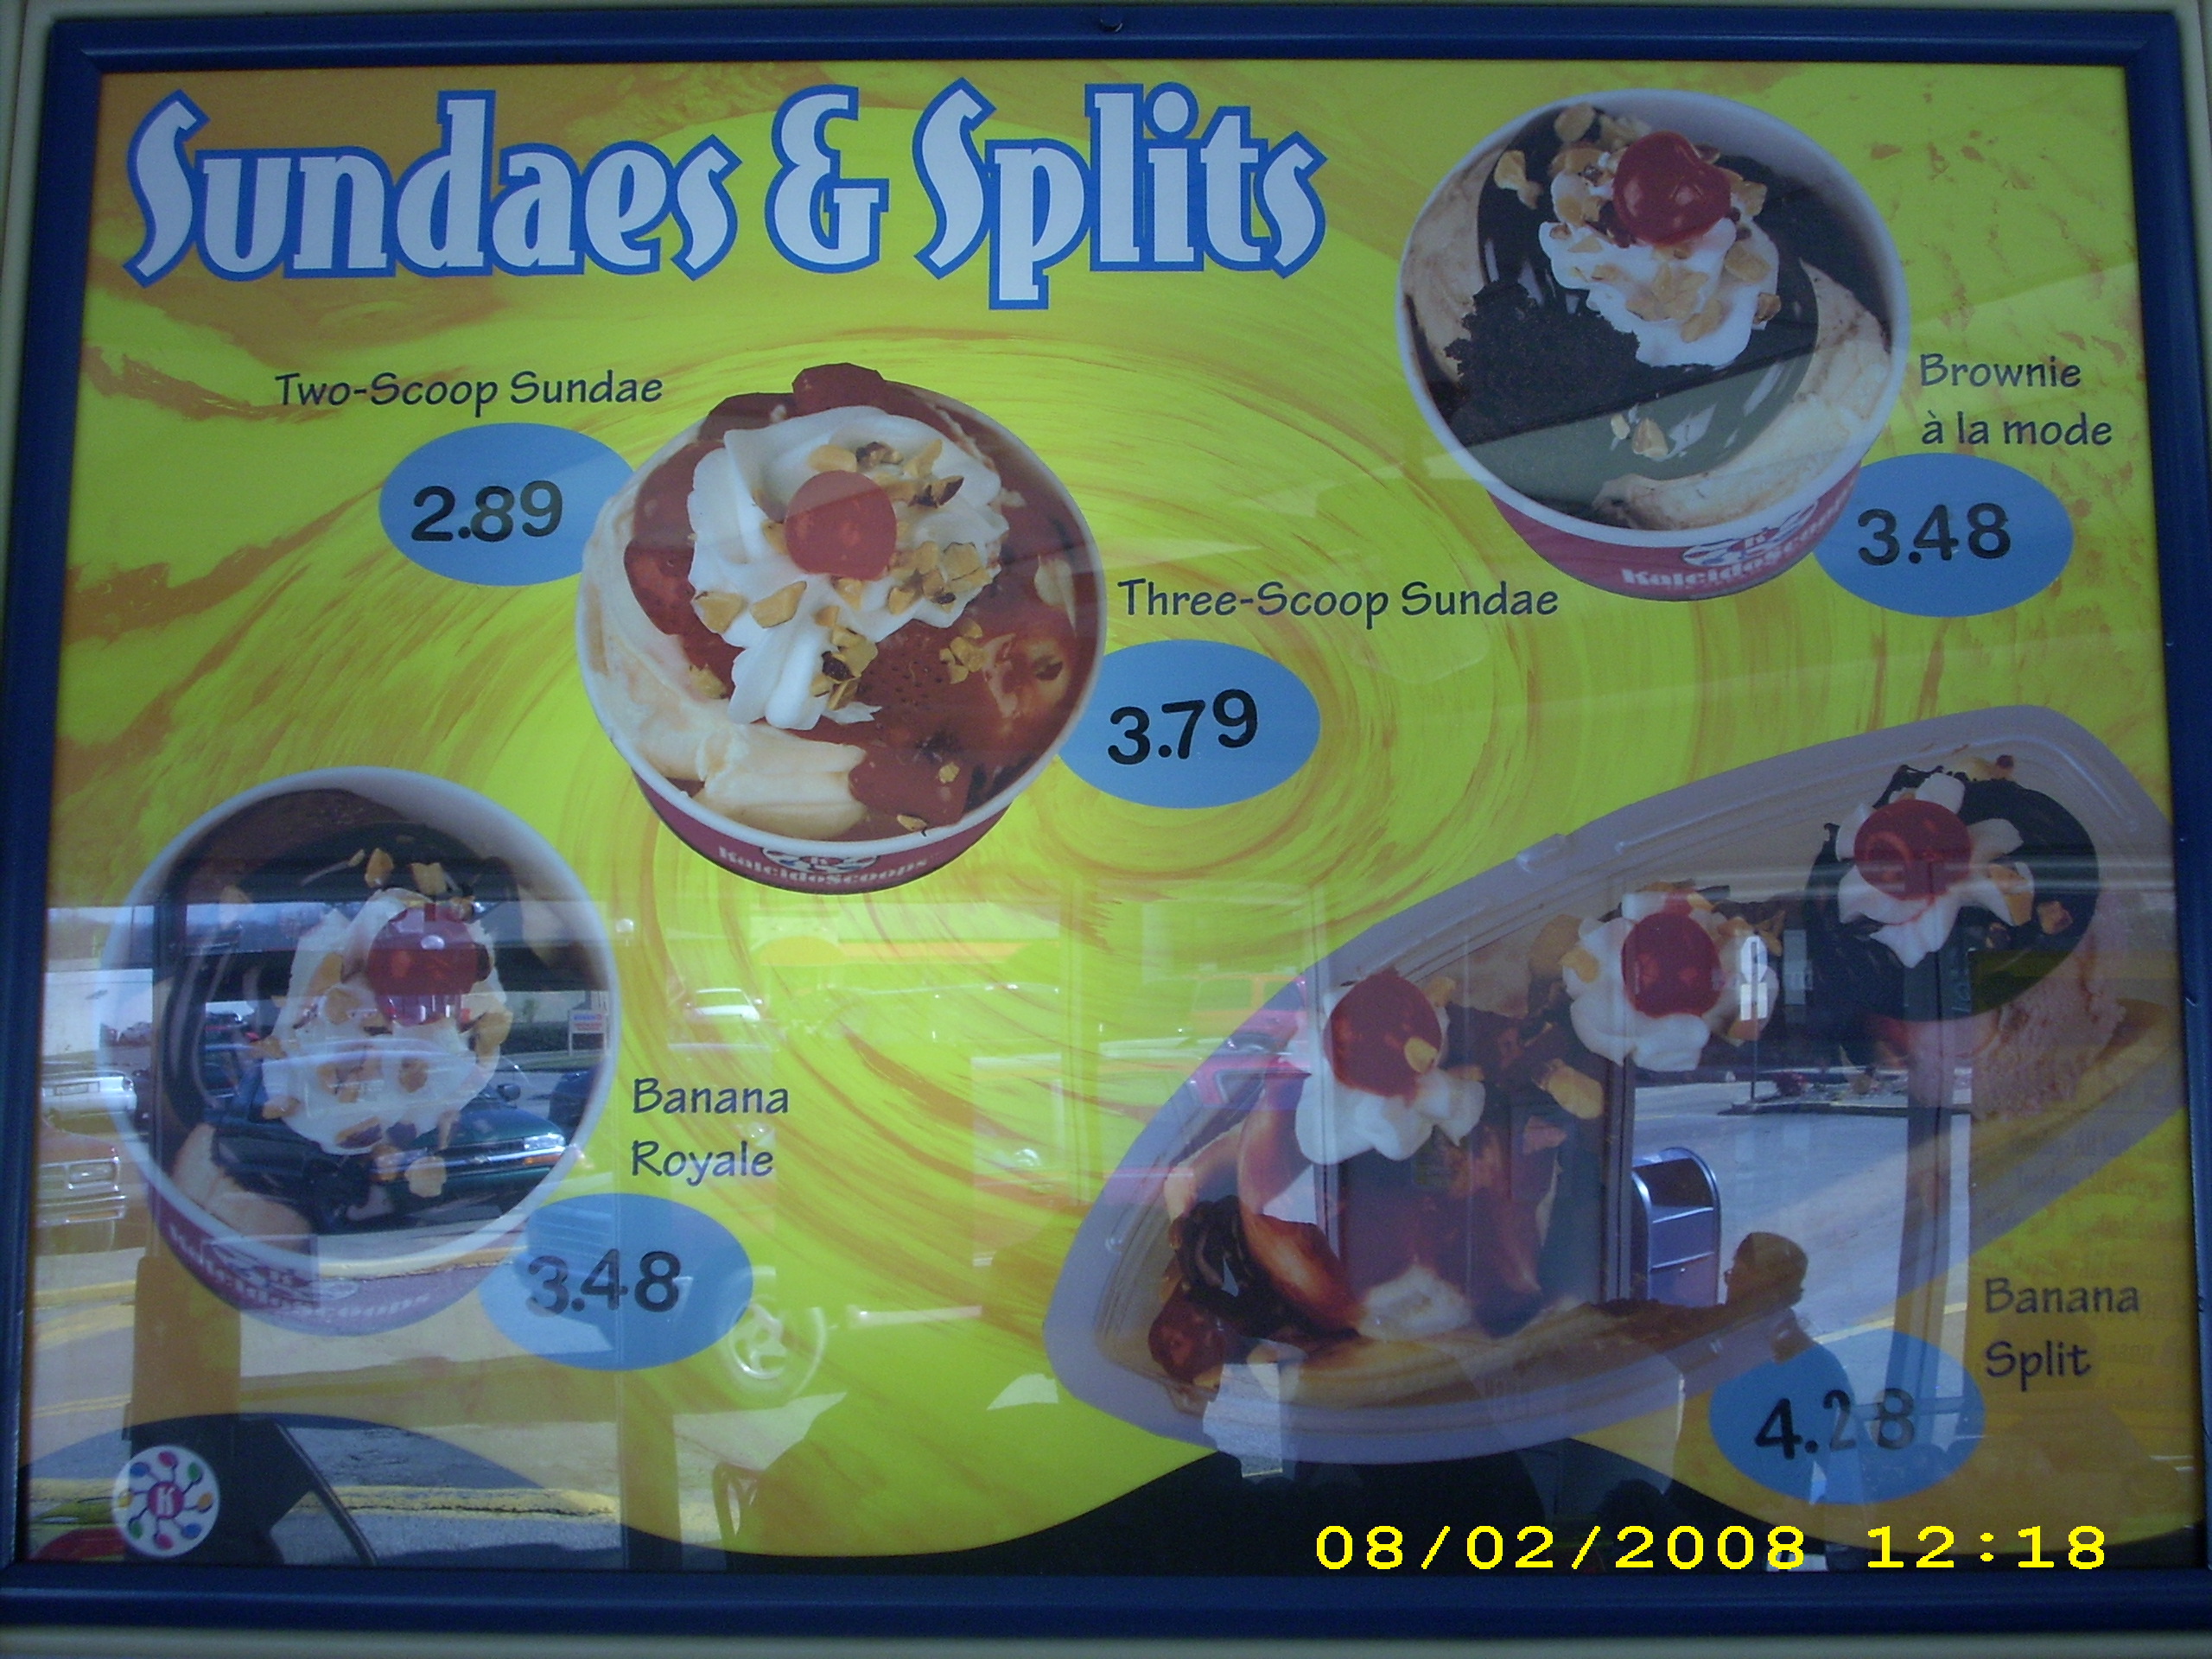 Sundaes & Splits
Two-Scoop Sundae
2.89
Brownie
à la mode
3.48
Three-Scoop Sundae
3.79
KaleidoScoops
Banana
Royale
3.48
Banana
Split
4.28
K
08/02/2008 12:18